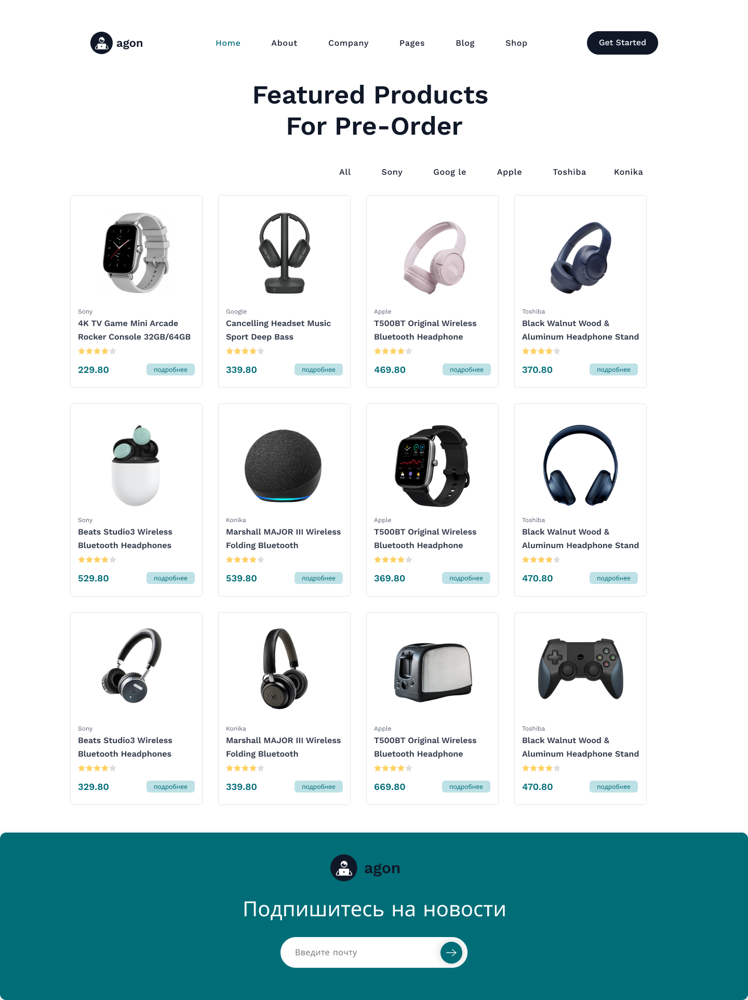 agon
Home About Company Pages Blog Shop
Get Started
Featured Products
For Pre-Order
All Sony Goog le Apple Toshiba Konika
Sony
4K TV Game Mini Arcade
Rocker Console 32GB/64GB
229.80 подробнее
Google
Cancelling Headset Music
Sport Deep Bass
339.80 подробнее
JBL
Apple
T500BT Original Wireless
Bluetooth Headphone
469.80 подробнее
JBL
Toshiba
Black Walnut Wood &
Aluminum Headphone Stand
370.80 подробнее
Sony
Beats Studio3 Wireless
Bluetooth Headphones
529.80 подробнее
Konika
Marshall MAJOR III Wireless
Folding Bluetooth
539.80 подробнее
Apple
T500BT Original Wireless
Bluetooth Headphone
369.80 подробнее
Toshiba
Black Walnut Wood &
Aluminum Headphone Stand
470.80 подробнее
Sony
Beats Studio3 Wireless
Bluetooth Headphones
329.80 подробнее
Konika
Marshall MAJOR III Wireless
Folding Bluetooth
339.80 подробнее
Apple
T500BT Original Wireless
Bluetooth Headphone
669.80 подробнее
Toshiba
Black Walnut Wood &
Aluminum Headphone Stand
470.80 подробнее
agon
Подпишитесь на новости
Введите почту